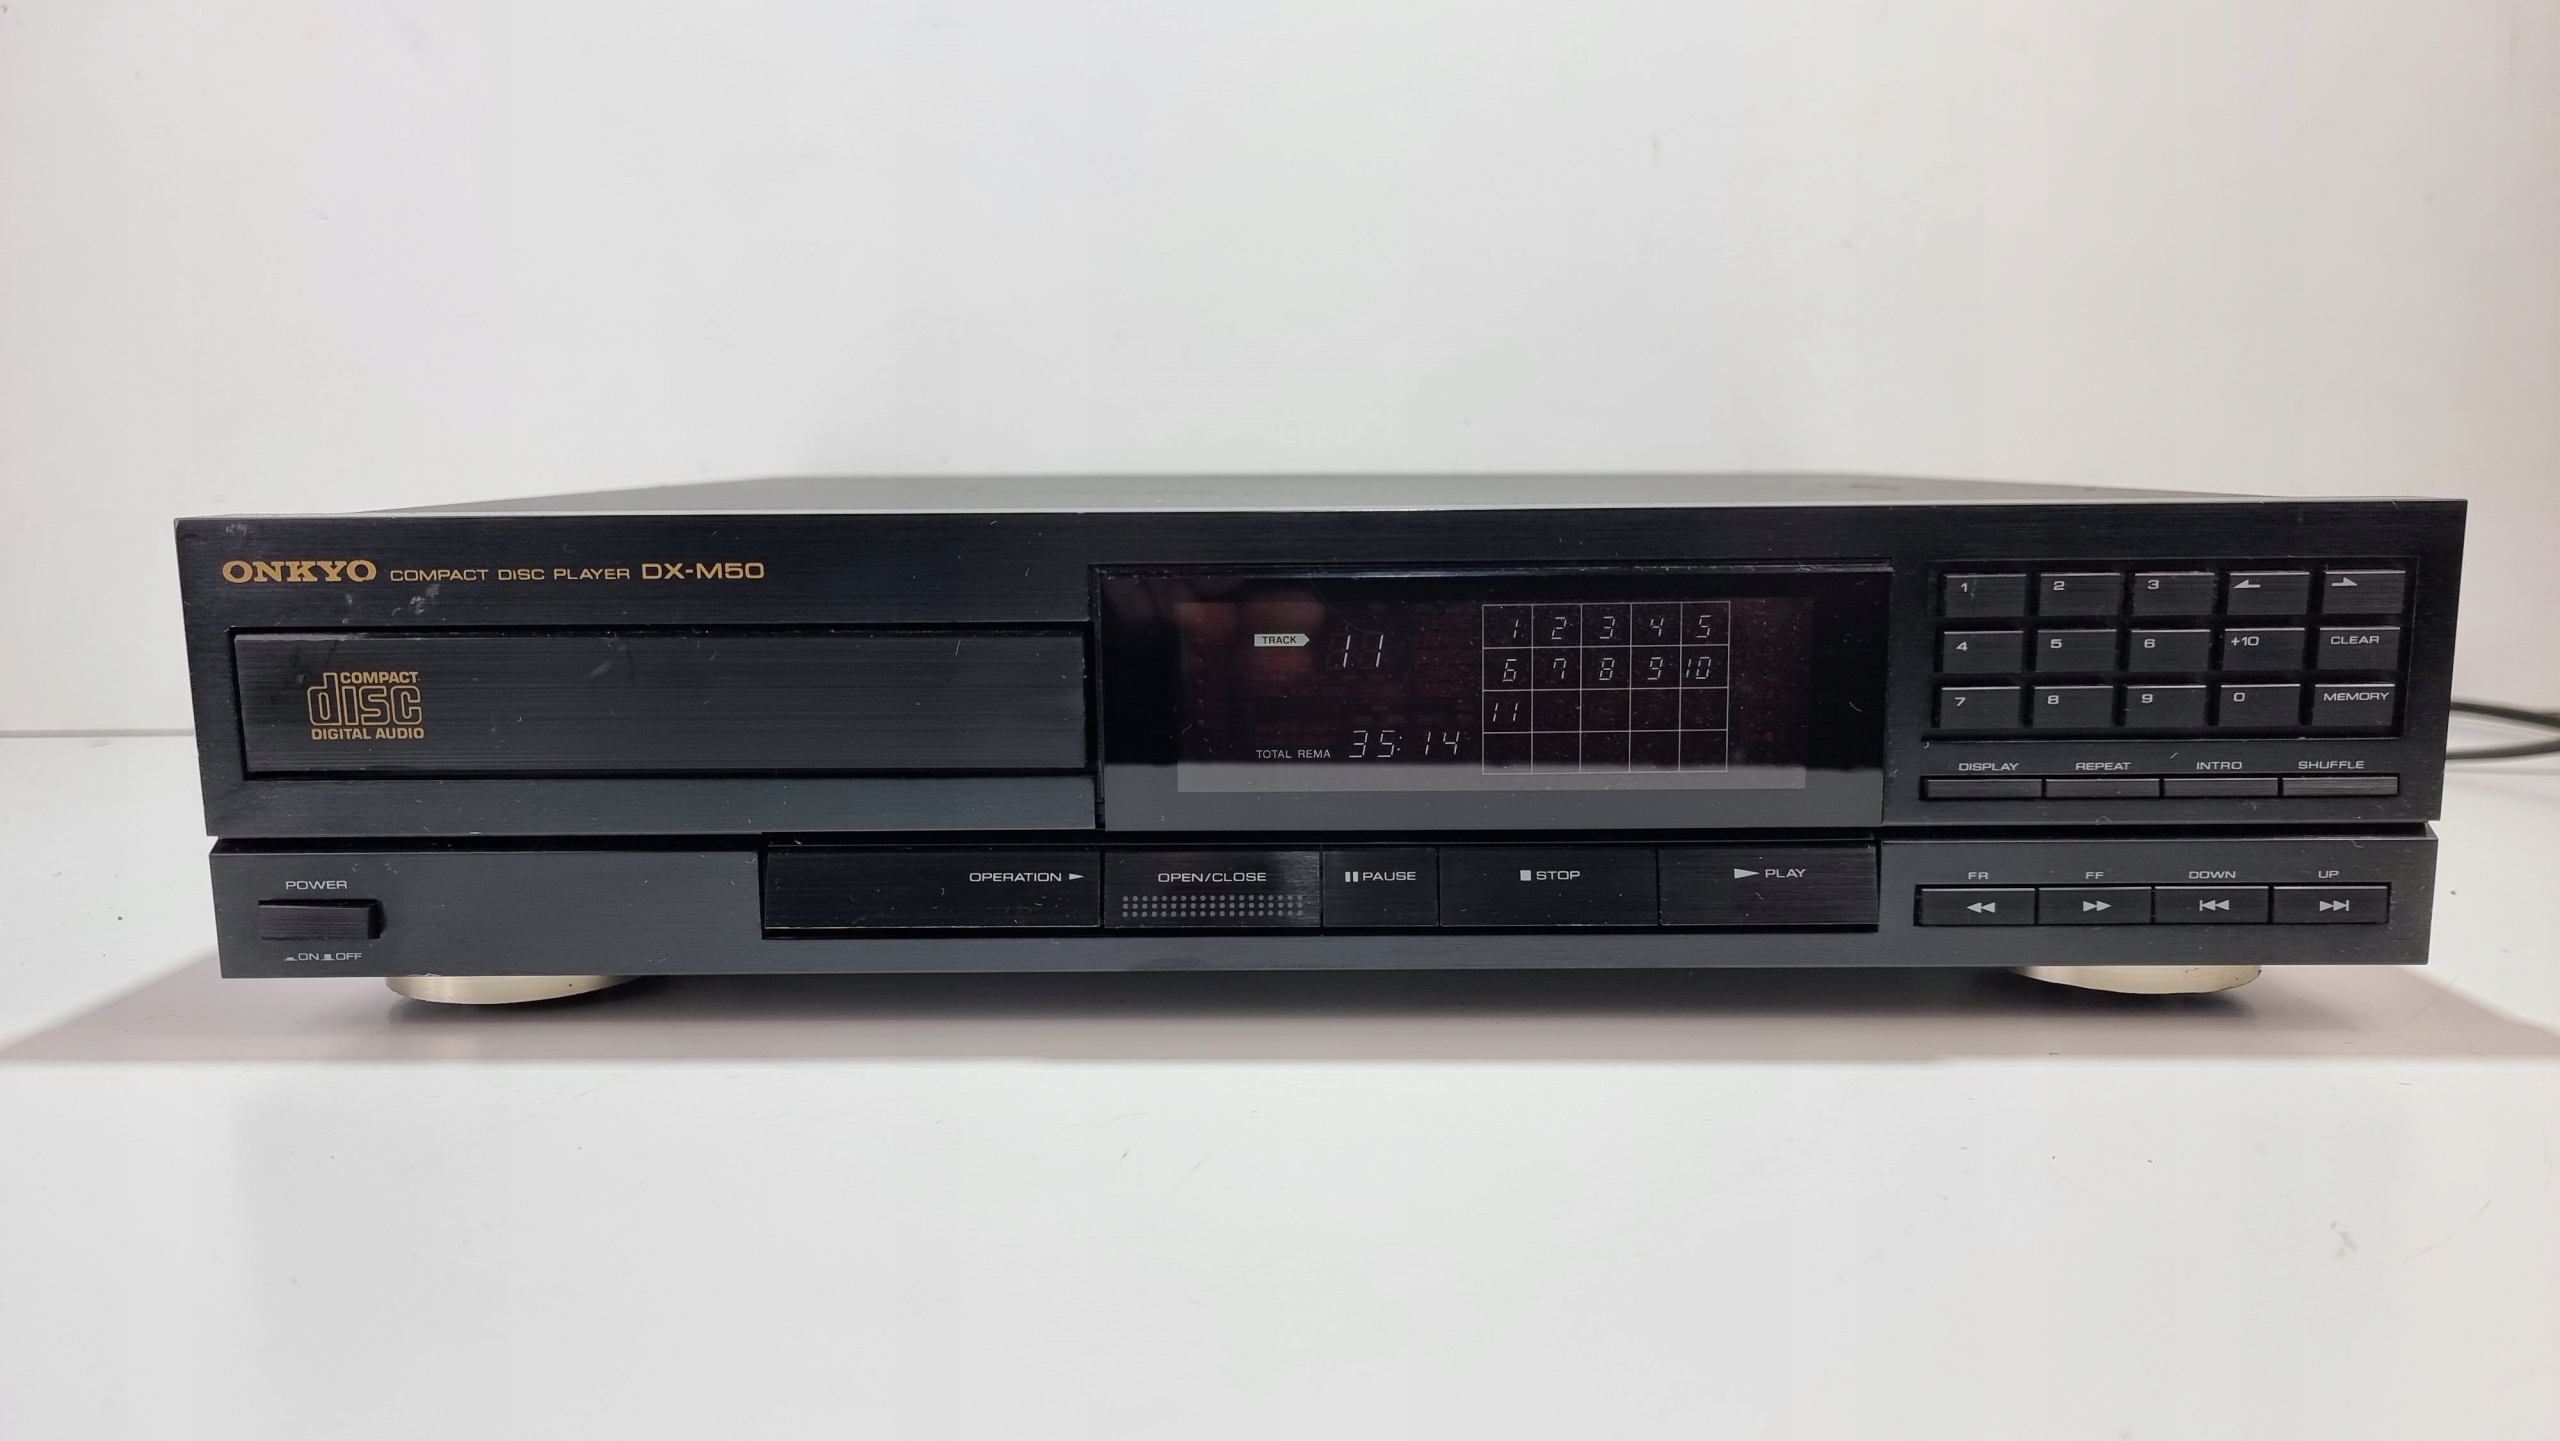 ONKYO COMPACT DISC PLAYER DX-M50
COMPACT
disc
DIGITAL AUDIO
TRACK 11
TOTAL REMA 35:14
1 2 3 4 5
6 7 8 9 10
11
1 2 3
4 5 6 +10 CLEAR
7 8 9 0 MEMORY
DISPLAY REPEAT INTRO SHUFFLE
POWER
ON OFF
OPERATION OPEN/CLOSE PAUSE STOP PLAY
FR FF DOWN UP